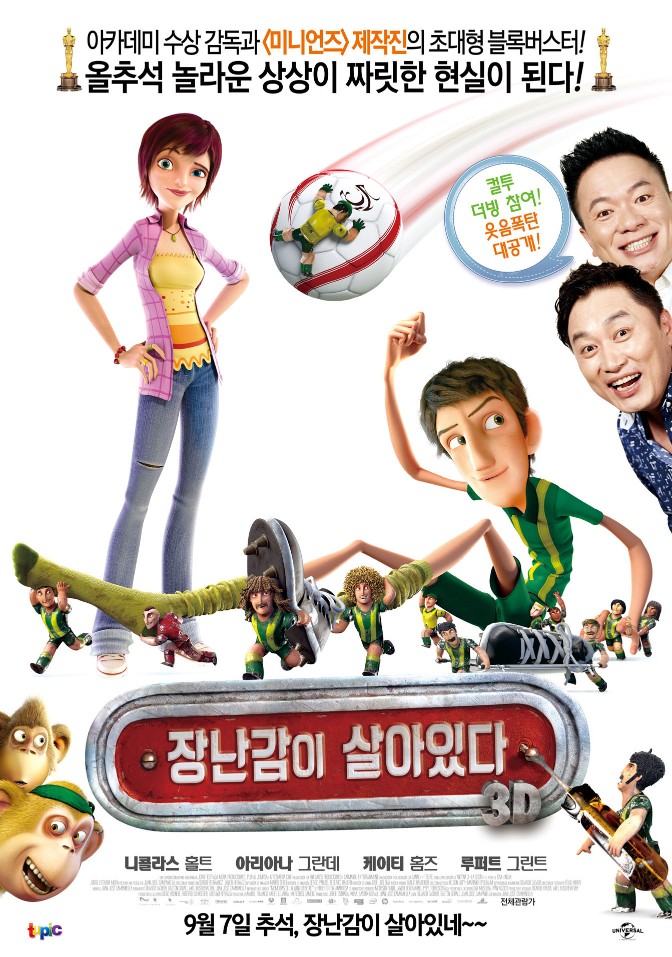 아카데미 수상 감독과 <미니언즈> 제작진의 초대형 블록버스터!
올추석 놀라운 상상이 짜릿한 현실이 된다!
컬투
더빙 참여!
웃음폭탄
대공개!
장난감이 살아있다
3D
니콜라스 홀트 아리아나 그란데 케이티 홈즈 루퍼트 그린트
전체관람가
9월 7일 추석, 장난감이 살아있네~~
tupic
UNIVERSAL